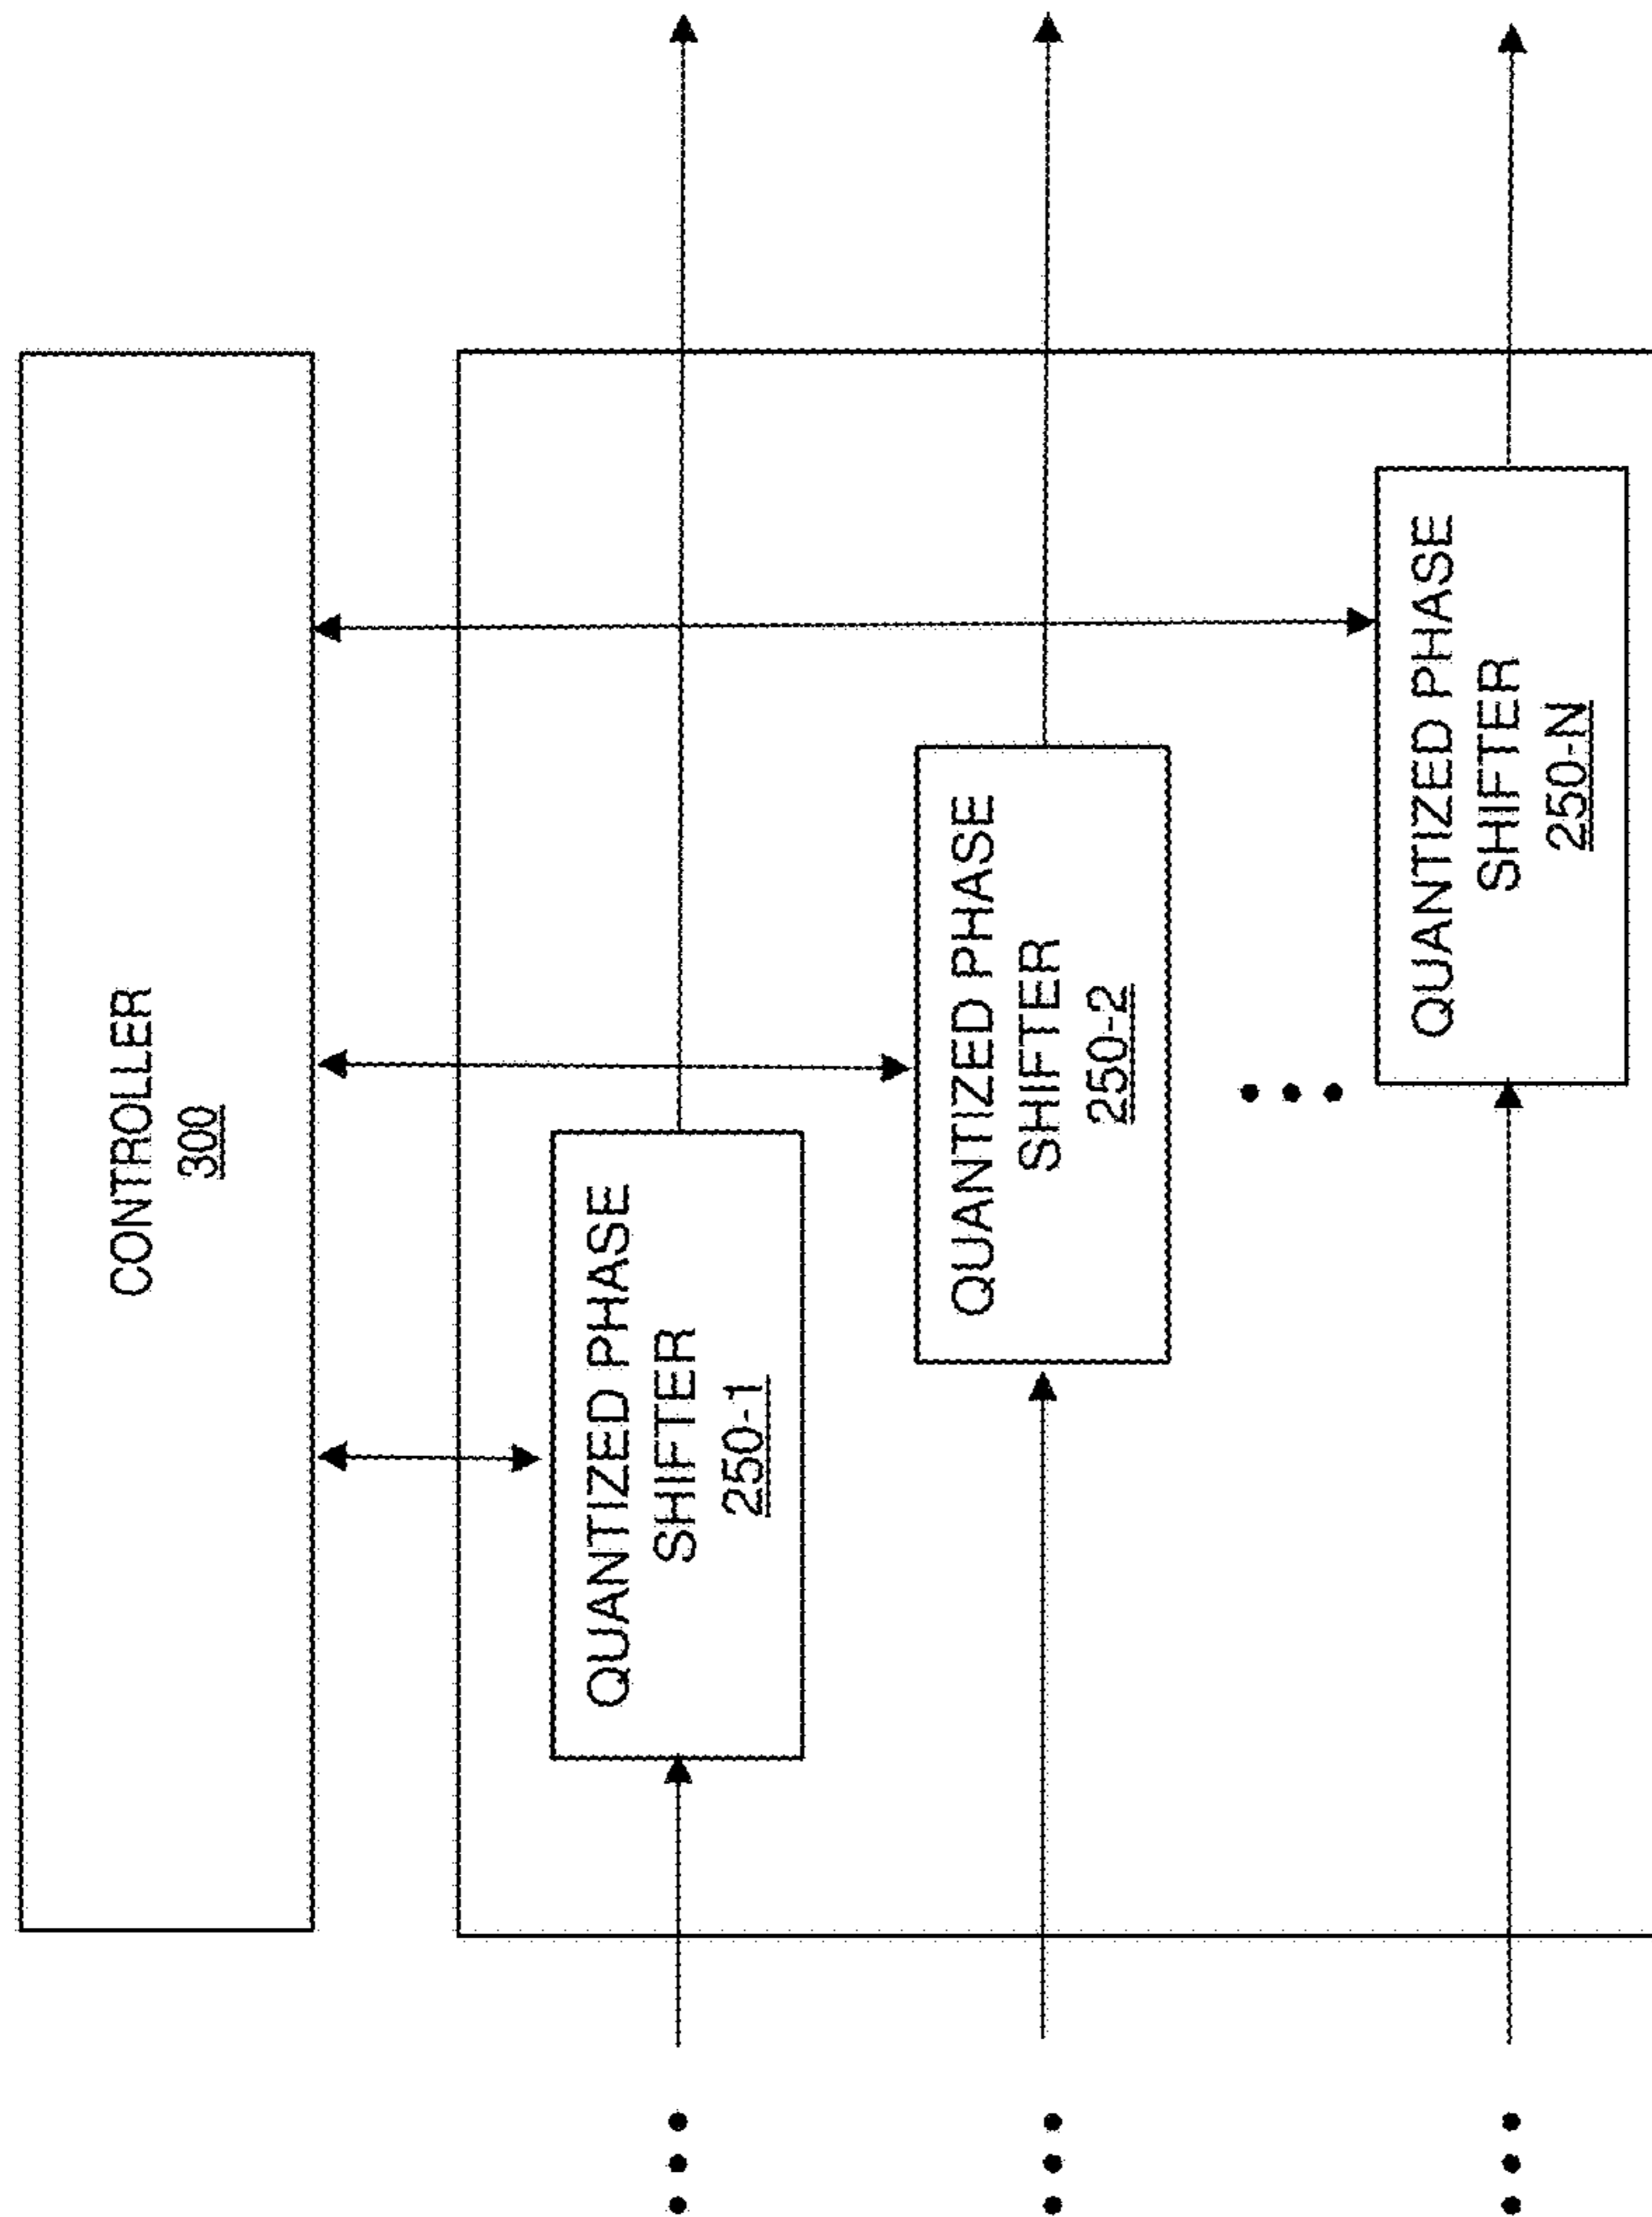 CONTROLLER
300
QUANTIZED PHASE
SHIFTER
250-1
QUANTIZED PHASE
SHIFTER
250-2
QUANTIZED PHASE
SHIFTER
250-N